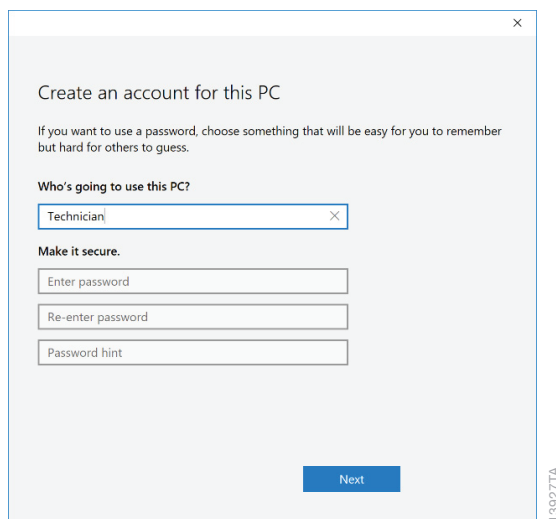 Create an account for this PC
If you want to use a password, choose something that will be easy for you to remember
but hard for others to guess.
Who's going to use this PC?
Technician
Make it secure.
Enter password
Re-enter password
Password hint
Next